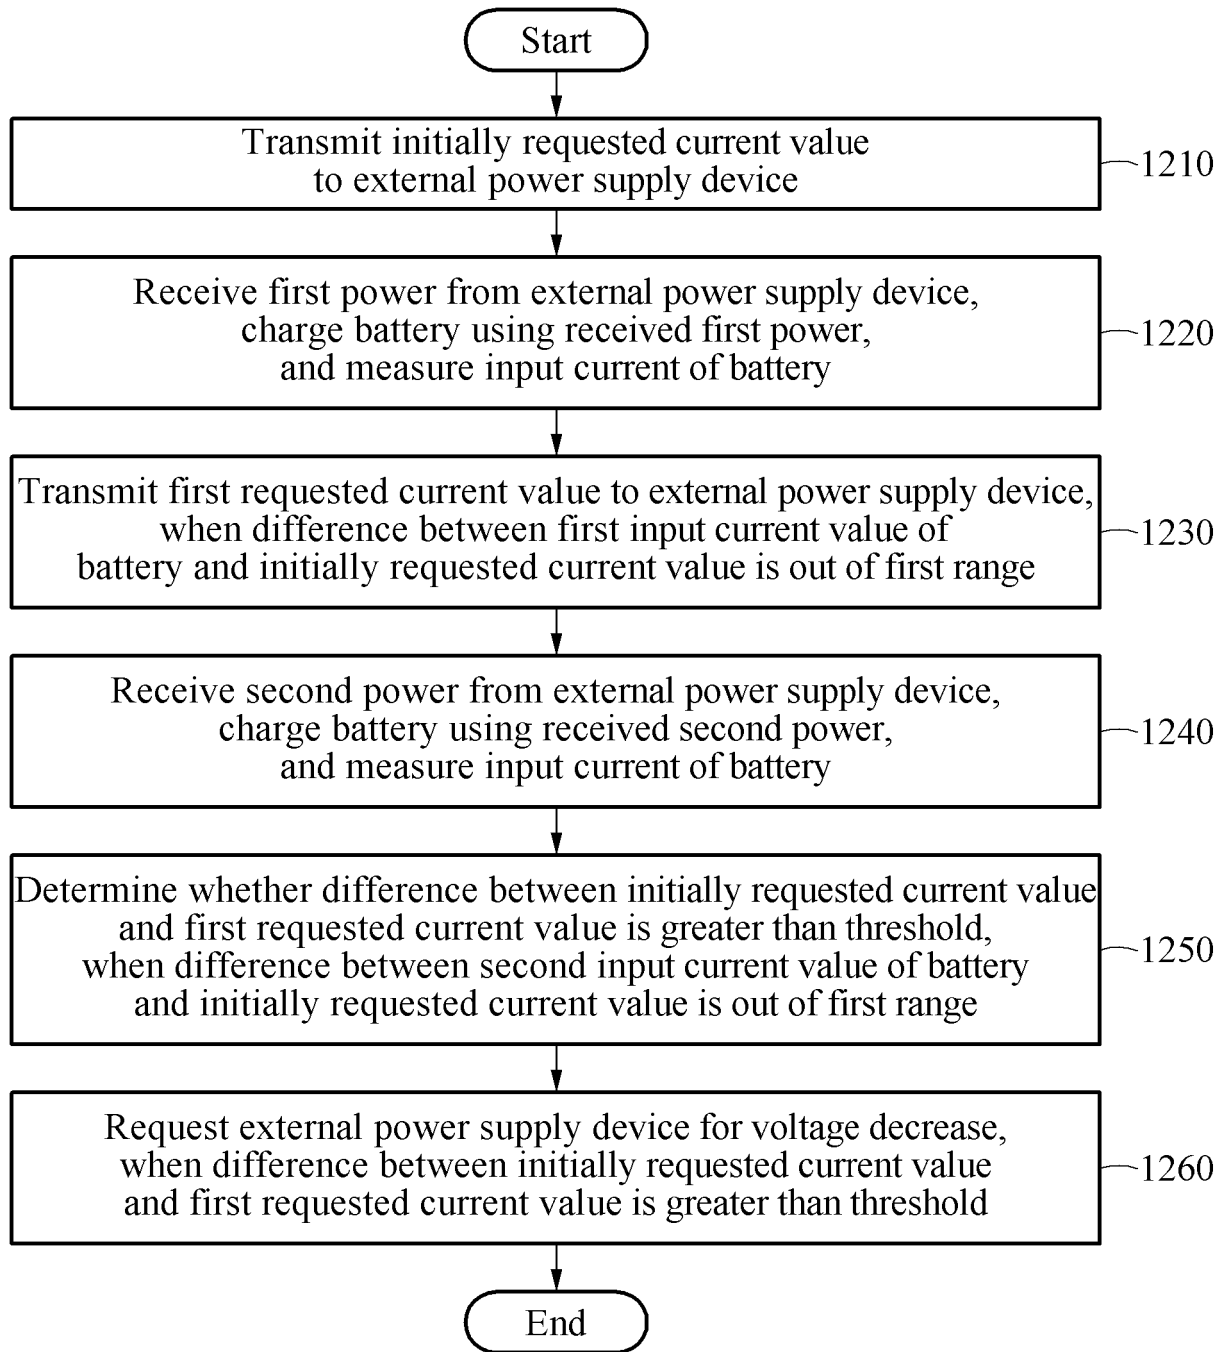 Start
Transmit initially requested current value
to external power supply device
1210
Receive first power from external power supply device,
charge battery using received first power,
and measure input current of battery
1220
Transmit first requested current value to external power supply device,
when difference between first input current value of
battery and initially requested current value is out of first range
1230
Receive second power from external power supply device,
charge battery using received second power,
and measure input current of battery
1240
Determine whether difference between initially requested current value
and first requested current value is greater than threshold,
when difference between second input current value of battery
and initially requested current value is out of first range
1250
Request external power supply device for voltage decrease,
when difference between initially requested current value
and first requested current value is greater than threshold
1260
End